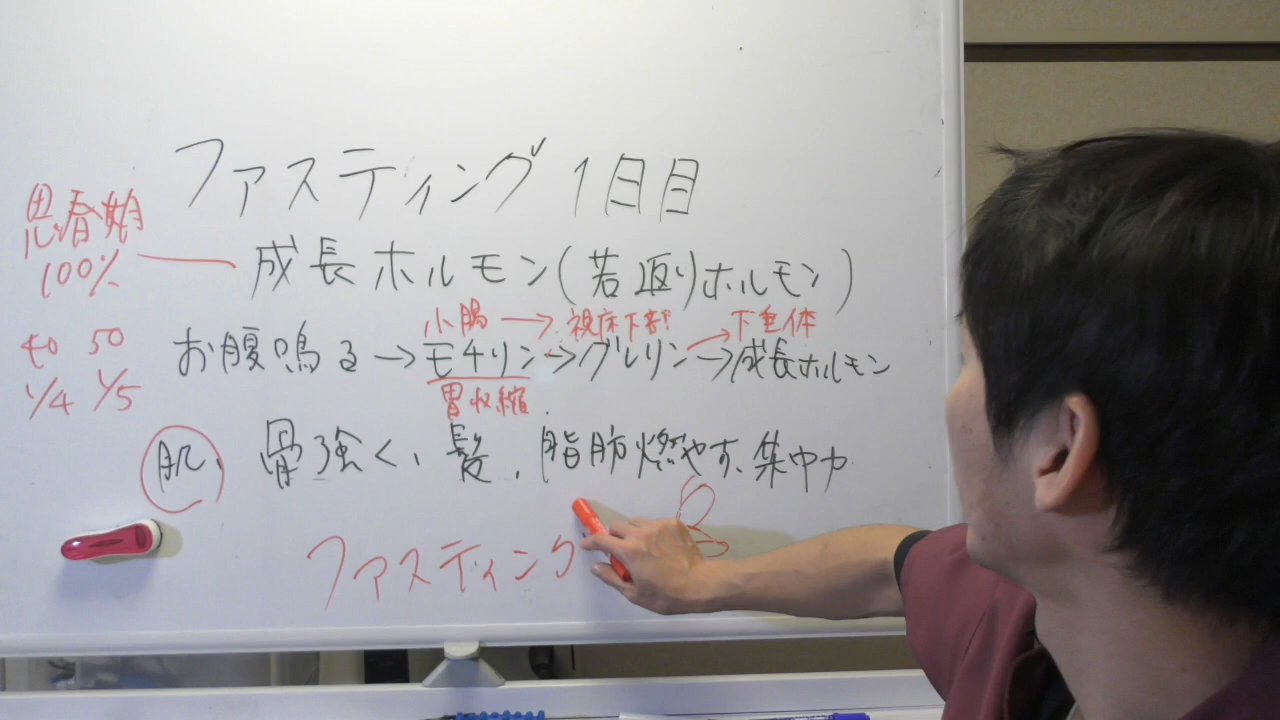 ファスティング 1日目
思春期
100%
成長ホルモン(若返りホルモン)
小腸 → 視床下部 → 下垂体
40 50
お腹鳴る→モチリン→グレリン→成長ホルモン
1/4 1/5
胃収縮
肌、骨強く、髪、脂肪燃やす、集中力
ファスティング